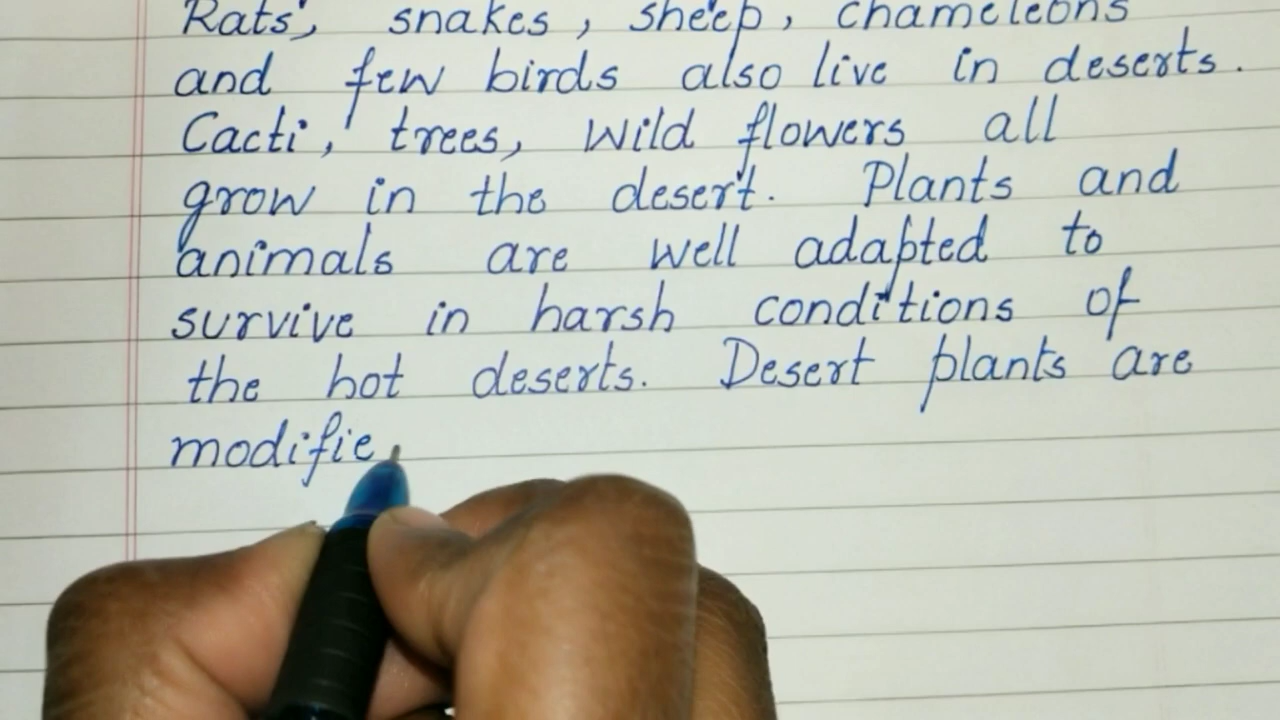 Rats, snakes, sheep, chameleons
and few birds also live in deserts.
Cacti, trees, wild flowers all
grow in the desert. Plants and
animals are well adapted to
survive in harsh conditions of
the hot deserts. Desert plants are
modifie